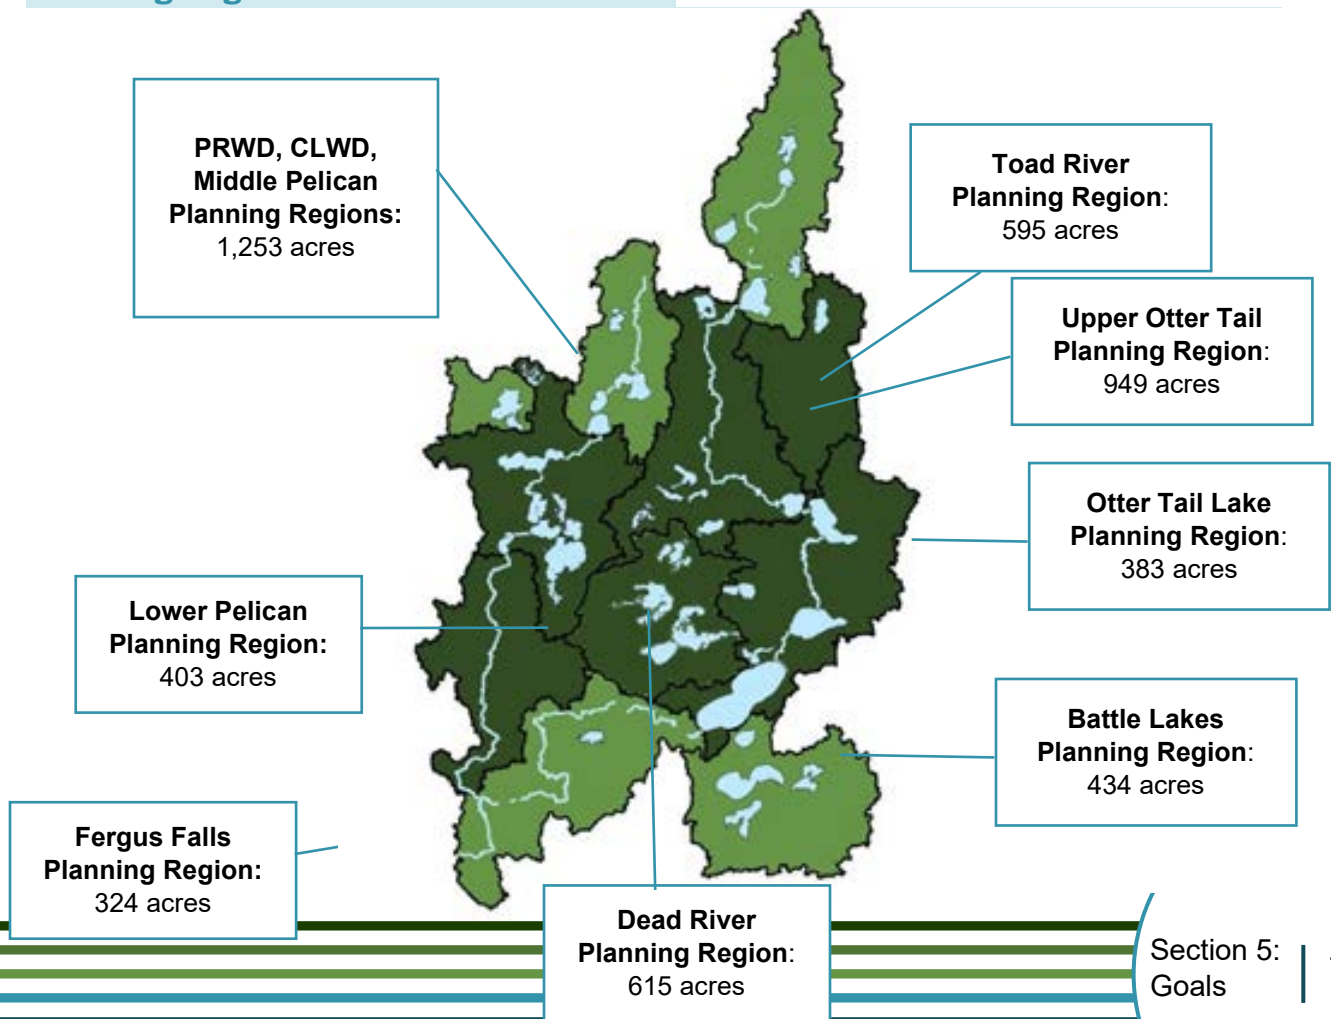 PRWD, CLWD,
Middle Pelican
Planning Regions:
1,253 acres
Toad River
Planning Region:
595 acres
Upper Otter Tail
Planning Region:
949 acres
Otter Tail Lake
Planning Region:
383 acres
Lower Pelican
Planning Region:
403 acres
Battle Lakes
Planning Region:
434 acres
Fergus Falls
Planning Region:
324 acres
Dead River
Planning Region:
615 acres
Section 5:
Goals